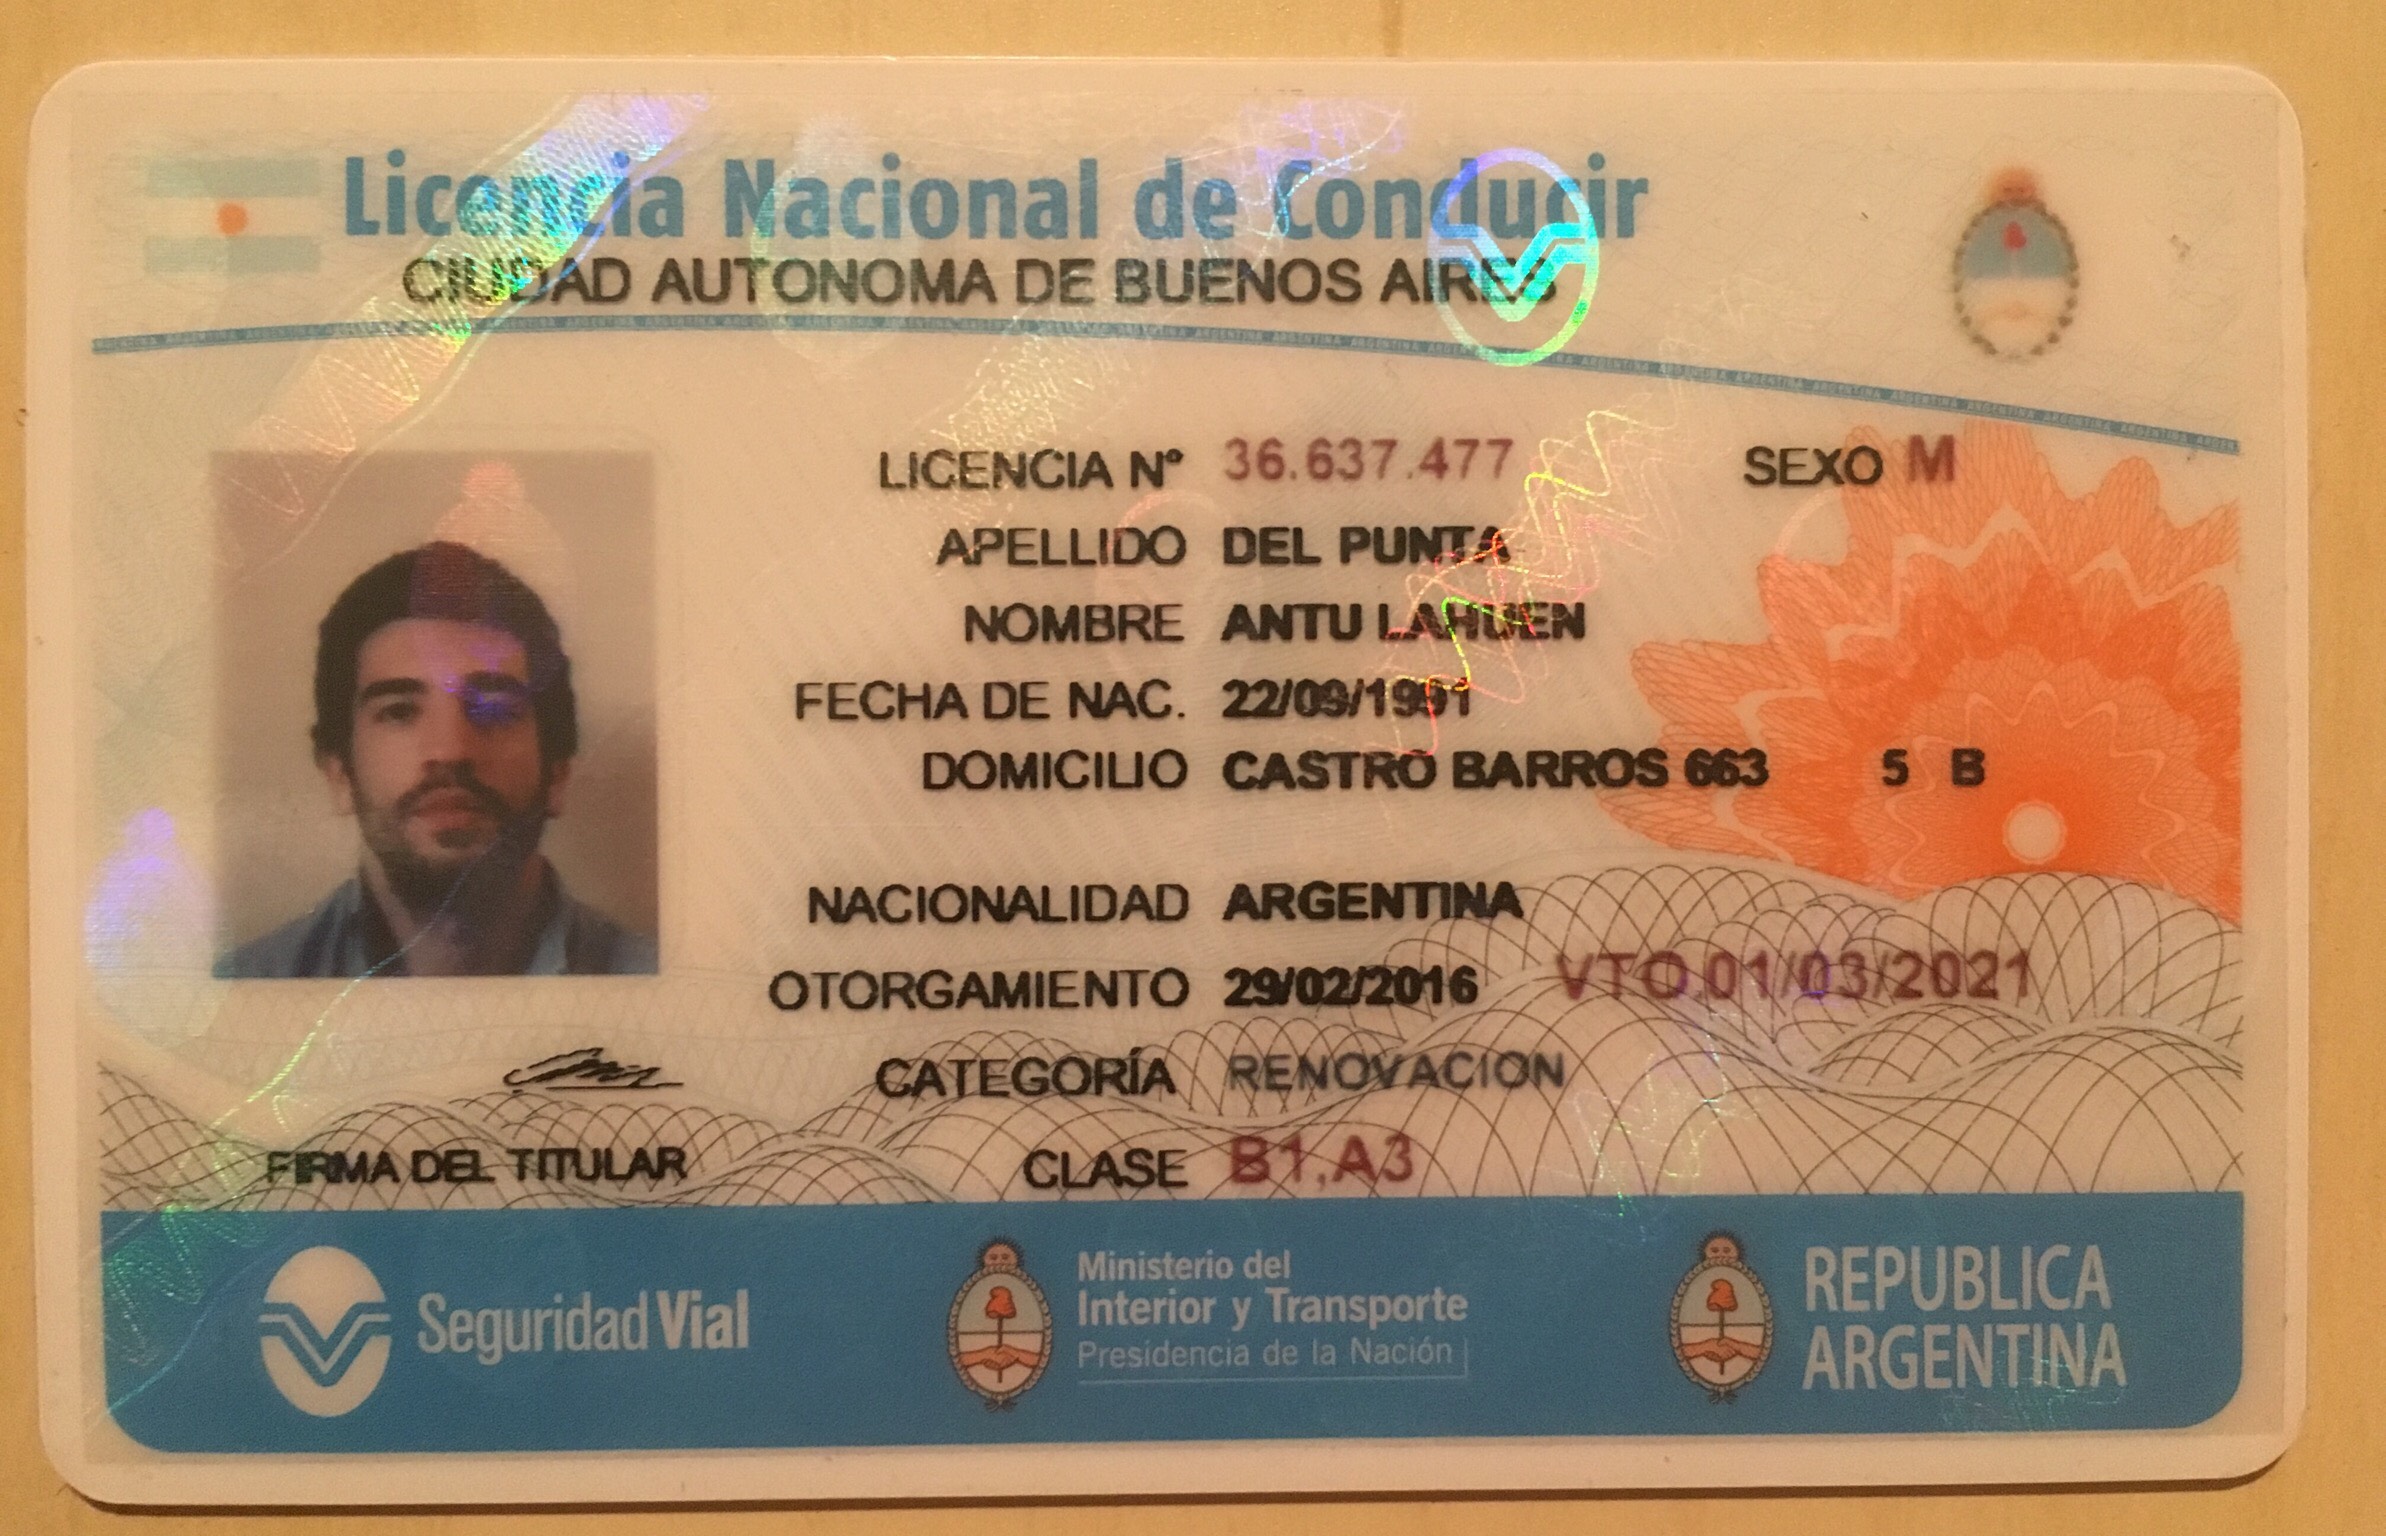 Licencia Nacional de Conducir
CIUDAD AUTONOMA DE BUENOS AIRES
LICENCIA Nº 36.637.477 SEXO M
APELLIDO DEL PUNTA
NOMBRE ANTU LAHUEN
FECHA DE NAC. 22/09/1991
DOMICILIO CASTRO BARROS 663 5 B
NACIONALIDAD ARGENTINA
OTORGAMIENTO 29/02/2016 VTO.01/03/2021
CATEGORÍA RENOVACION
FIRMA DEL TITULAR
CLASE B1,A3
Seguridad Vial
Ministerio del
Interior y Transporte
Presidencia de la Nación
REPUBLICA
ARGENTINA